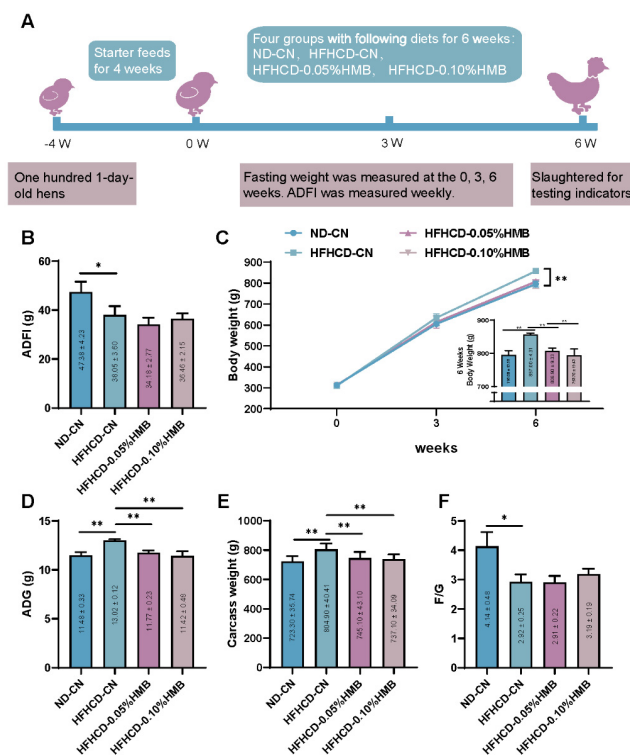 A
Starter feeds
for 4 weeks
Four groups with following diets for 6 weeks:
ND-CN、HFHCD-CN、
HFHCD-0.05%HMB、 HFHCD-0.10%HMB
-4 W
0 W
3 W
6 W
One hundred 1-day-
old hens
Fasting weight was measured at the 0, 3, 6
weeks. ADFI was measured weekly.
Slaughtered for
testing indicators
B
ADFI (g)
60
40
20
0
*
47.38 ± 4.23
38.05 ± 3.60
34.18 ± 2.77
36.46 ± 2.15
ND-CN
HFHCD-CN
HFHCD-0.05%HMB
HFHCD-0.10%HMB
C
ND-CN
HFHCD-CN
HFHCD-0.05%HMB
HFHCD-0.10%HMB
Body weight (g)
900
800
700
600
500
400
300
200
0
3
6
weeks
**
6 Weeks
Body Weight (g)
900
800
700
**
**
**
D
ADG (g)
15
10
5
0
**
**
**
11.48 ± 0.33
13.02 ± 0.12
11.77 ± 0.23
11.42 ± 0.48
ND-CN
HFHCD-CN
HFHCD-0.05%HMB
HFHCD-0.10%HMB
E
Carcass weight (g)
1000
800
600
400
200
0
**
**
**
723.30 ± 35.74
804.90 ± 40.41
745.10 ± 43.10
737.10 ± 34.09
ND-CN
HFHCD-CN
HFHCD-0.05%HMB
HFHCD-0.10%HMB
F
F/G
5
4
3
2
1
0
*
4.14 ± 0.48
2.92 ± 0.25
2.91 ± 0.22
3.19 ± 0.19
ND-CN
HFHCD-CN
HFHCD-0.05%HMB
HFHCD-0.10%HMB